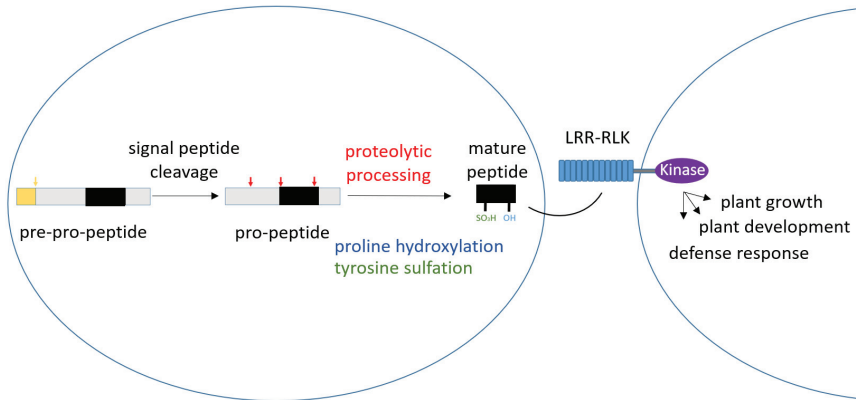 signal peptide
cleavage
proteolytic
processing
mature
peptide
LRR-RLK
Kinase
pre-pro-peptide
pro-peptide
SO₃H OH
proline hydroxylation
tyrosine sulfation
plant growth
plant development
defense response